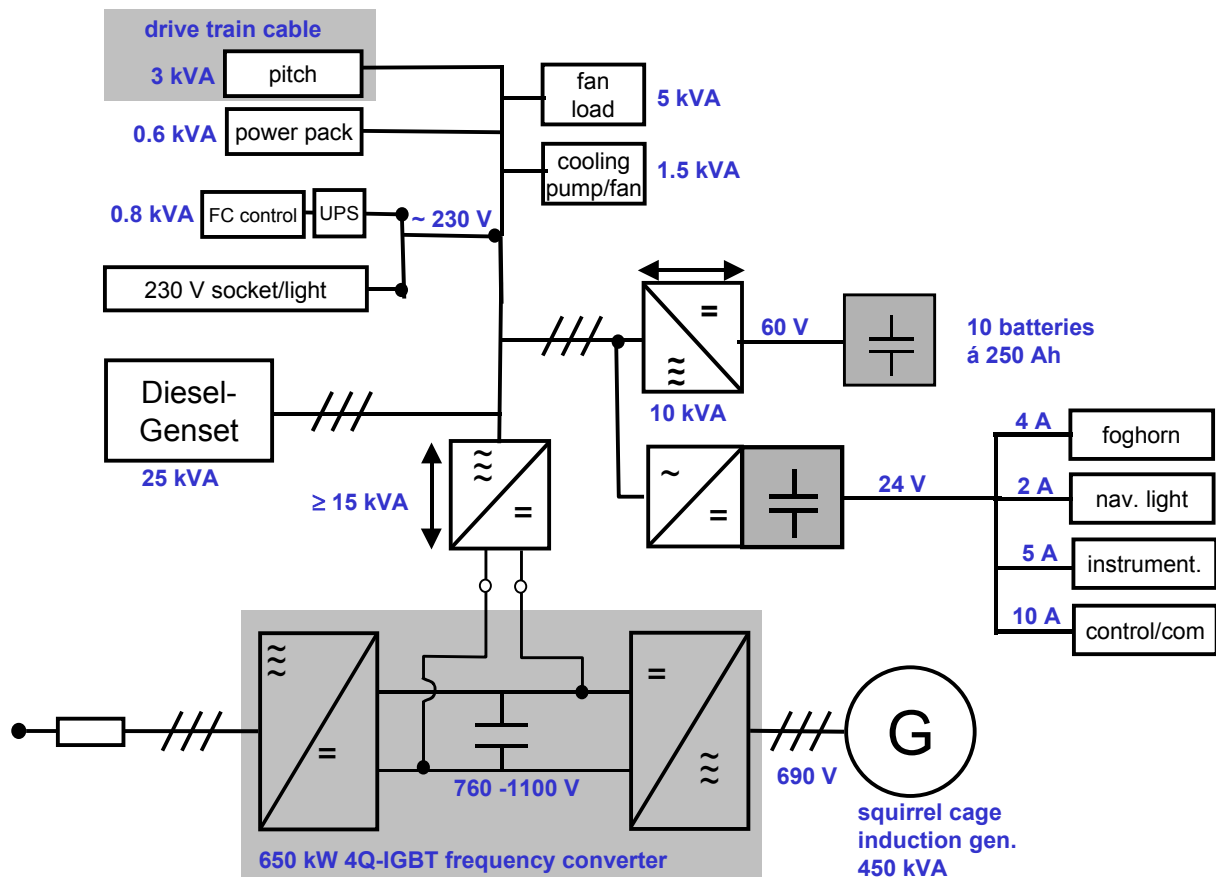 drive train cable
3 kVA
pitch
fan
load
5 kVA
0.6 kVA
power pack
cooling
pump/fan
1.5 kVA
0.8 kVA
FC control
UPS
~ 230 V
230 V socket/light
=
≈
~
60 V
10 batteries
á 250 Ah
10 kVA
Diesel-
Genset
25 kVA
≥ 15 kVA
≈
~
=
~
=
24 V
4 A
foghorn
2 A
nav. light
5 A
instrument.
10 A
control/com
≈
~
=
=
≈
~
760 -1100 V
690 V
G
squirrel cage
induction gen.
450 kVA
650 kW 4Q-IGBT frequency converter